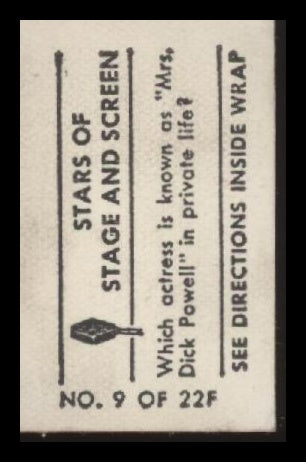 STARS OF
STAGE AND SCREEN
Which actress is known as "Mrs.
Dick Powell" in private life?
SEE DIRECTIONS INSIDE WRAP
NO. 9 OF 22F